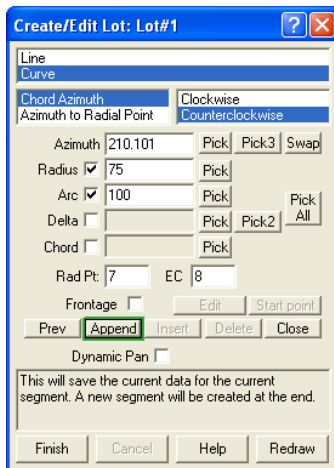 Create/Edit Lot: Lot#1
Line
Curve
Chord Azimuth Clockwise
Azimuth to Radial Point Counterclockwise
Azimuth 210.101 Pick Pick3 Swap
Radius 75 Pick
Arc 100 Pick Pick All
Delta Pick Pick2
Chord Pick
Rad Pt: 7 EC 8
Frontage Edit Start point
Prev Append Insert Delete Close
Dynamic Pan
This will save the current data for the current
segment. A new segment will be created at the end.
Finish Cancel Help Redraw